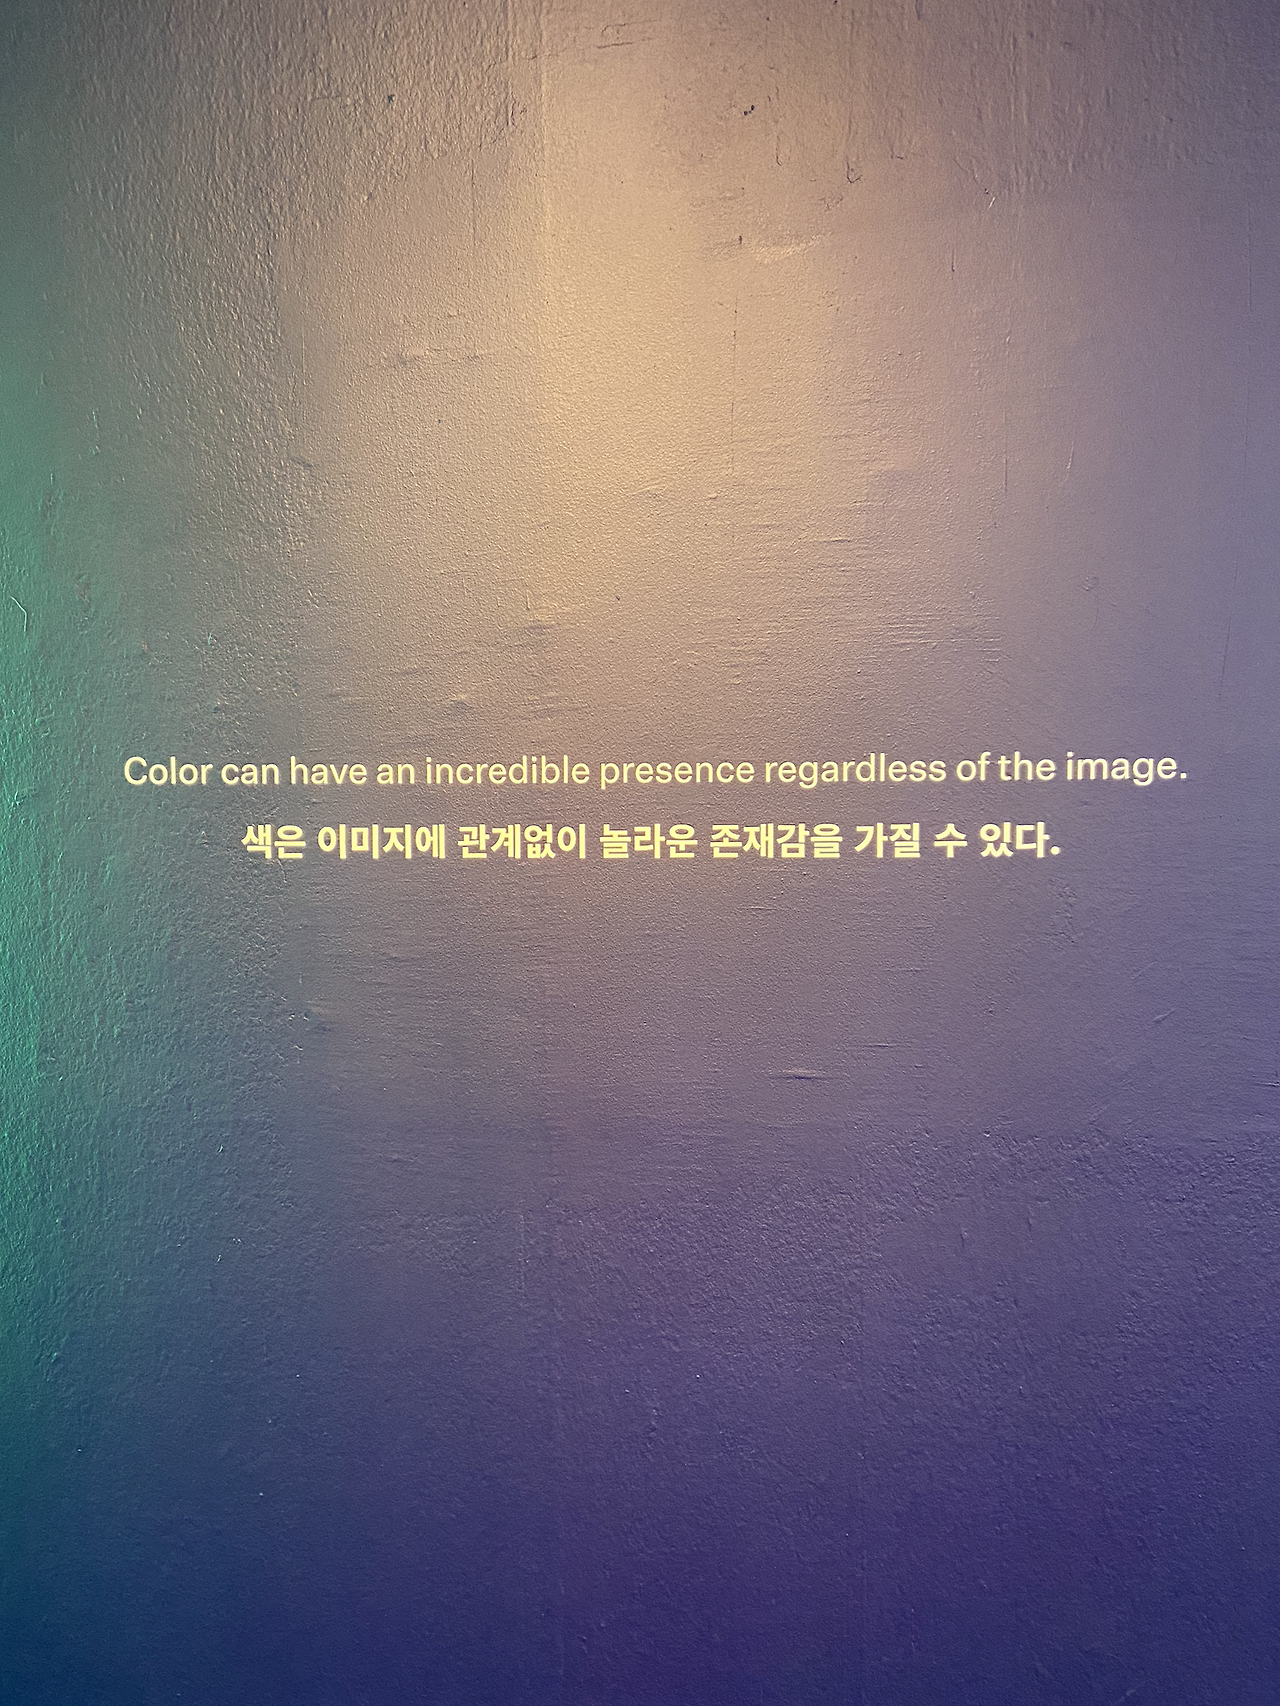 Color can have an incredible presence regardless of the image.
색은 이미지에 관계없이 놀라운 존재감을 가질 수 있다.